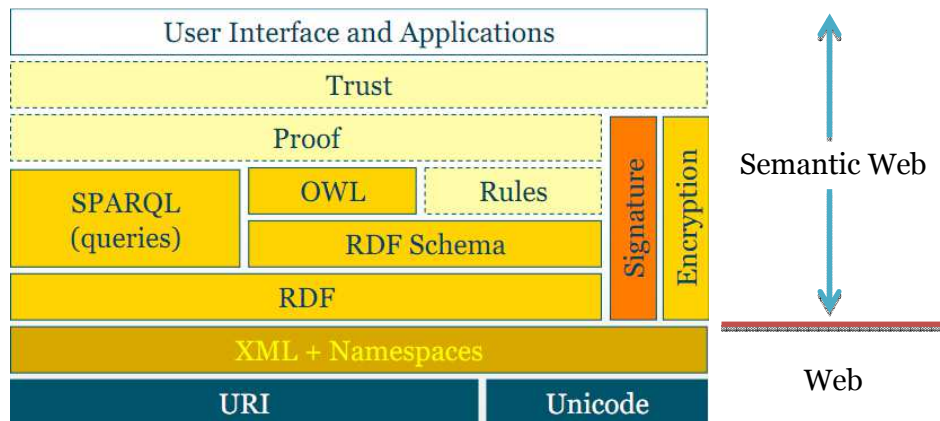 User Interface and Applications
Trust
Proof
Signature
Encryption
Semantic Web
SPARQL
(queries)
OWL
Rules
RDF Schema
RDF
XML + Namespaces
Web
URI
Unicode